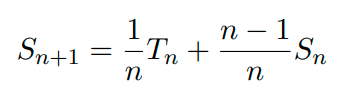 $S_{n+1} = \frac{1}{n} T_n + \frac{n-1}{n} S_n$